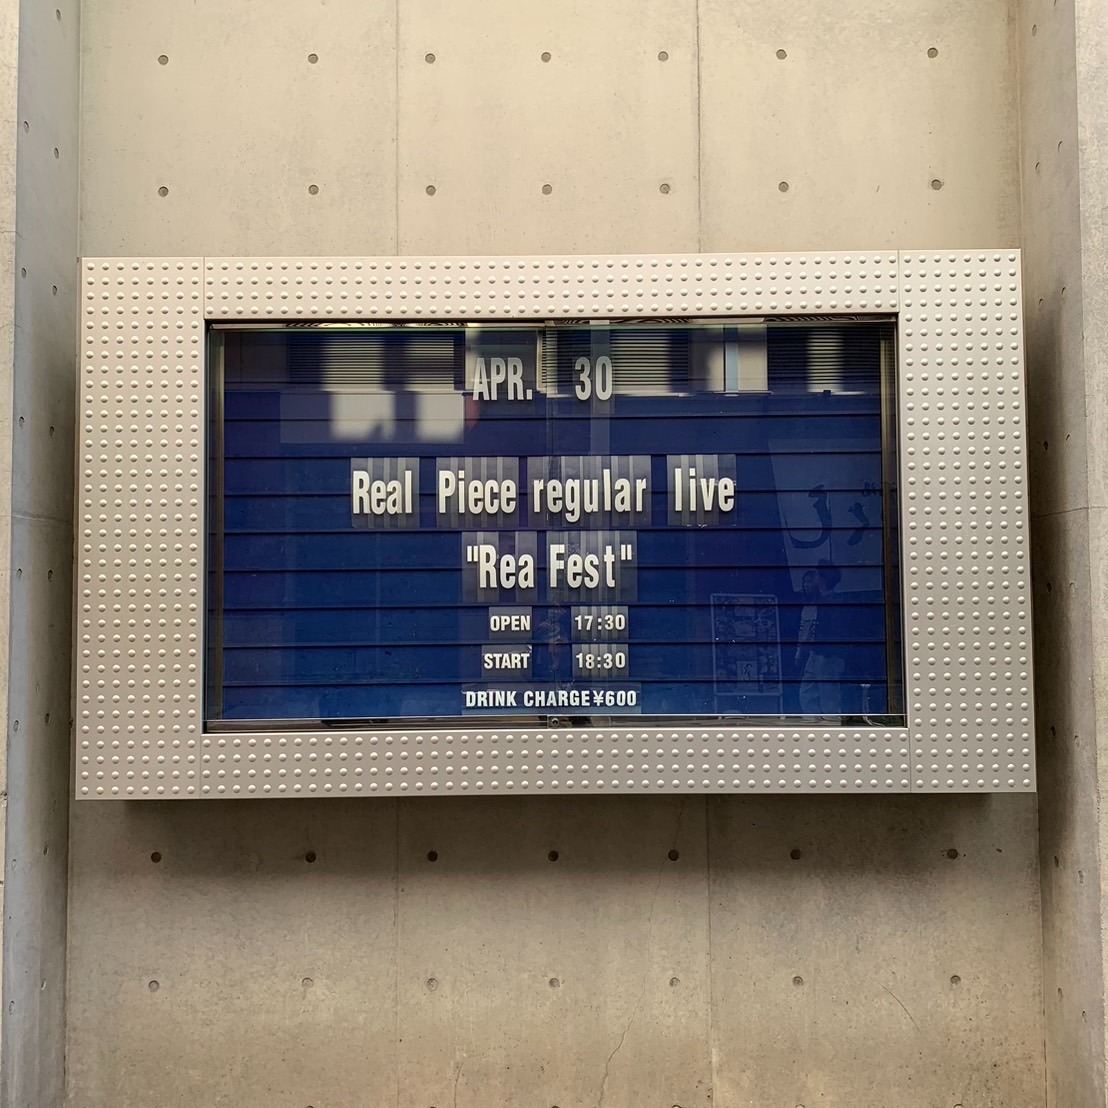 APR. 30
Real Piece regular live
"Rea Fest"
OPEN 17:30
START 18:30
DRINK CHARGE¥600